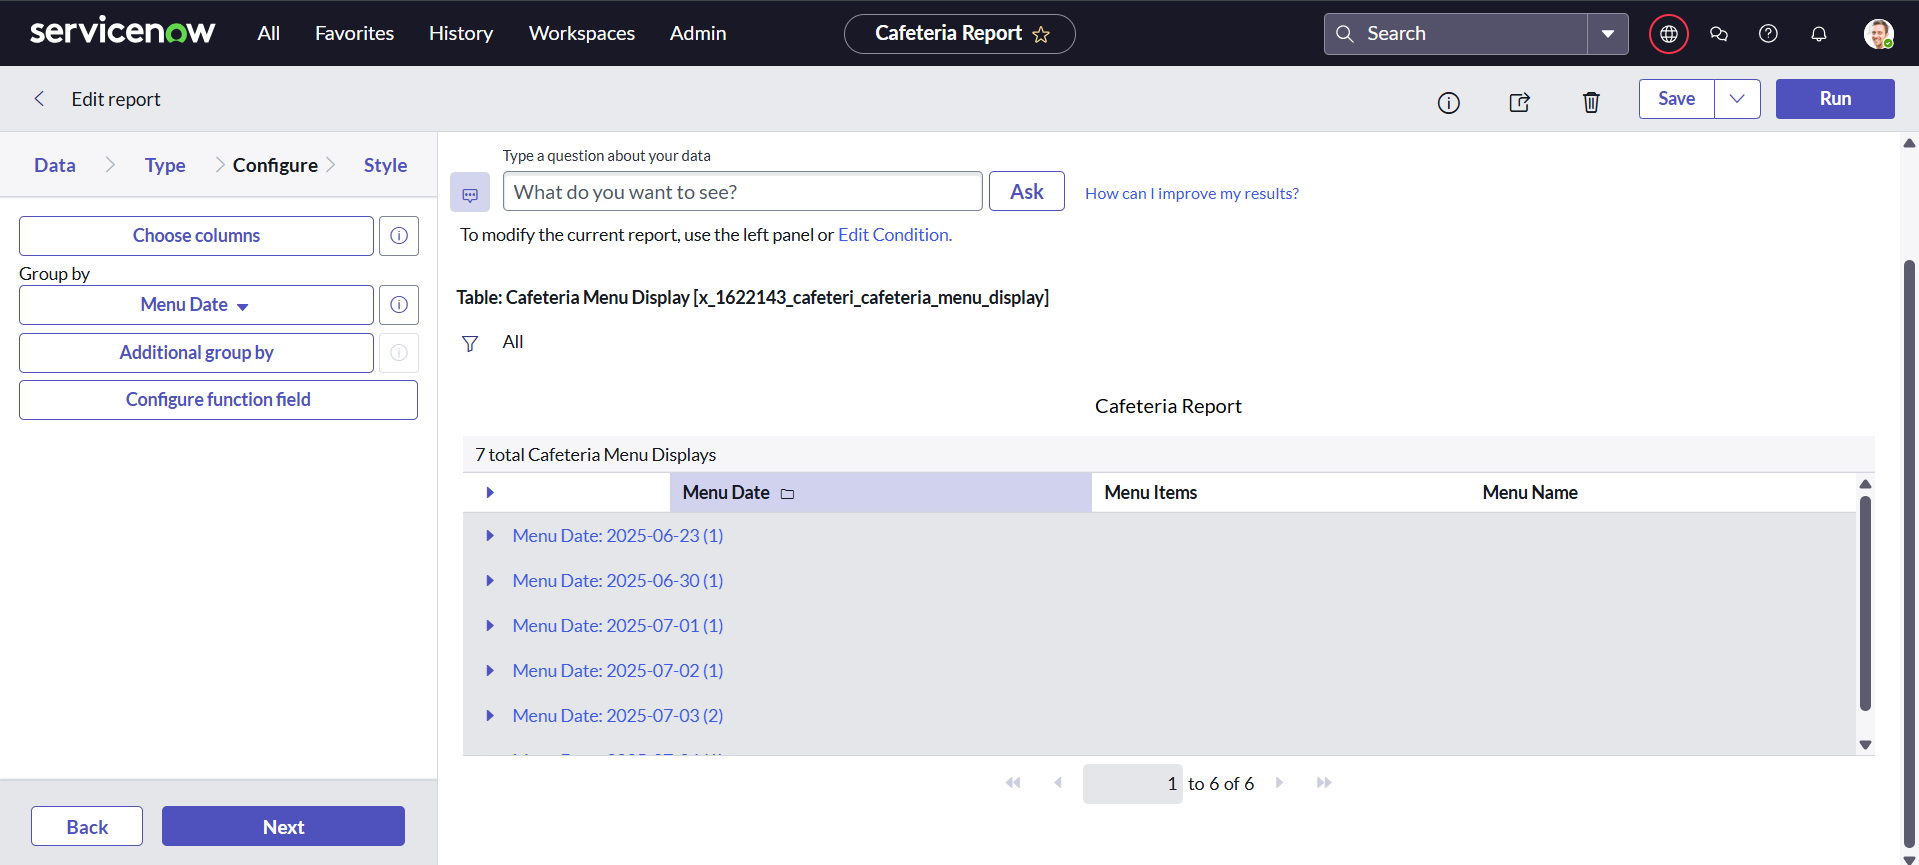 servicenow All Favorites History Workspaces Admin Cafeteria Report Search
Edit report Save Run
Data Type Configure Style
Choose columns
Group by
Menu Date
Additional group by
Configure function field
Back Next
Type a question about your data
What do you want to see? Ask How can I improve my results?
To modify the current report, use the left panel or Edit Condition.
Table: Cafeteria Menu Display [x_1622143_cafeteri_cafeteria_menu_display]
All
Cafeteria Report
7 total Cafeteria Menu Displays
Menu Date Menu Items Menu Name
Menu Date: 2025-06-23 (1)
Menu Date: 2025-06-30 (1)
Menu Date: 2025-07-01 (1)
Menu Date: 2025-07-02 (1)
Menu Date: 2025-07-03 (2)
1 to 6 of 6